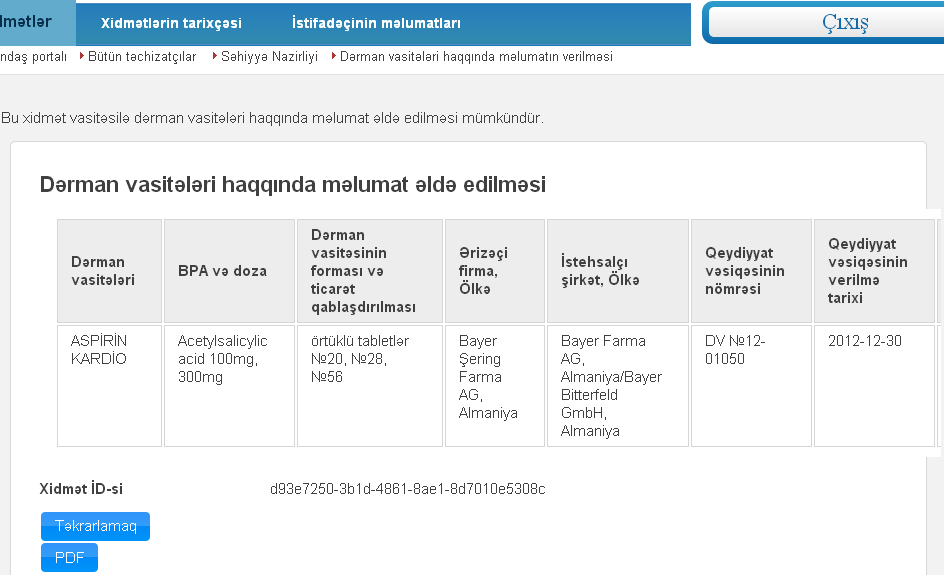 lmətlər Xidmətlərin tarixçəsi İstifadəçinin məlumatları Çıxış
ndaş portalı Bütün təchizatçılar Səhiyyə Nazirliyi Dərman vasitələri haqqında məlumatın verilməsi
Bu xidmət vasitəsilə dərman vasitələri haqqında məlumat əldə edilməsi mümkündür.
Dərman vasitələri haqqında məlumat əldə edilməsi
Dərman
vasitələri
BPA və doza
Dərman
vasitəsinin
forması və
ticarət
qablaşdırılması
Ərizəçi
firma,
Ölkə
İstehsalçı
şirkət, Ölkə
Qeydiyyat
vəsiqəsinin
nömrəsi
Qeydiyyat
vəsiqəsinin
verilmə
tarixi
ASPİRİN
KARDİO
Acetylsalicylic
acid 100mg,
300mg
örtüklü tabletlər
№20, №28,
№56
Bayer
Şering
Farma
AG,
Almaniya
Bayer Farma
AG,
Almaniya/Bayer
Bitterfeld
GmbH,
Almaniya
DV №12-
01050
2012-12-30
Xidmət İD-si d93e7250-3b1d-4861-8ae1-8d7010e5308c
Təkrarlamaq
PDF